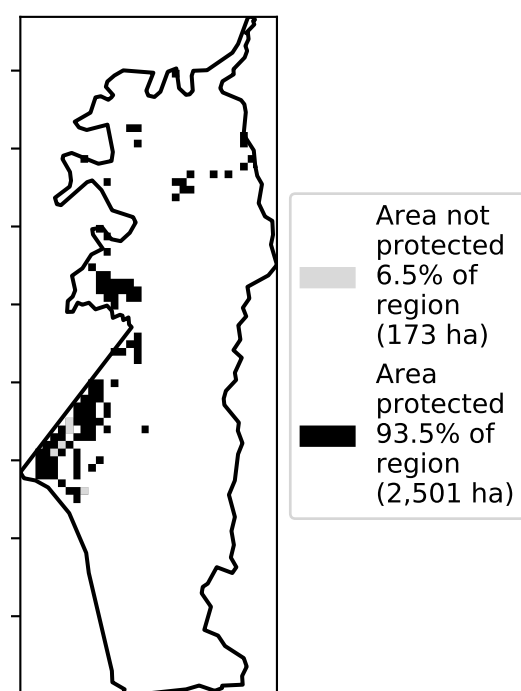 Area not
protected
6.5% of
region
(173 ha)
Area
protected
93.5% of
region
(2,501 ha)